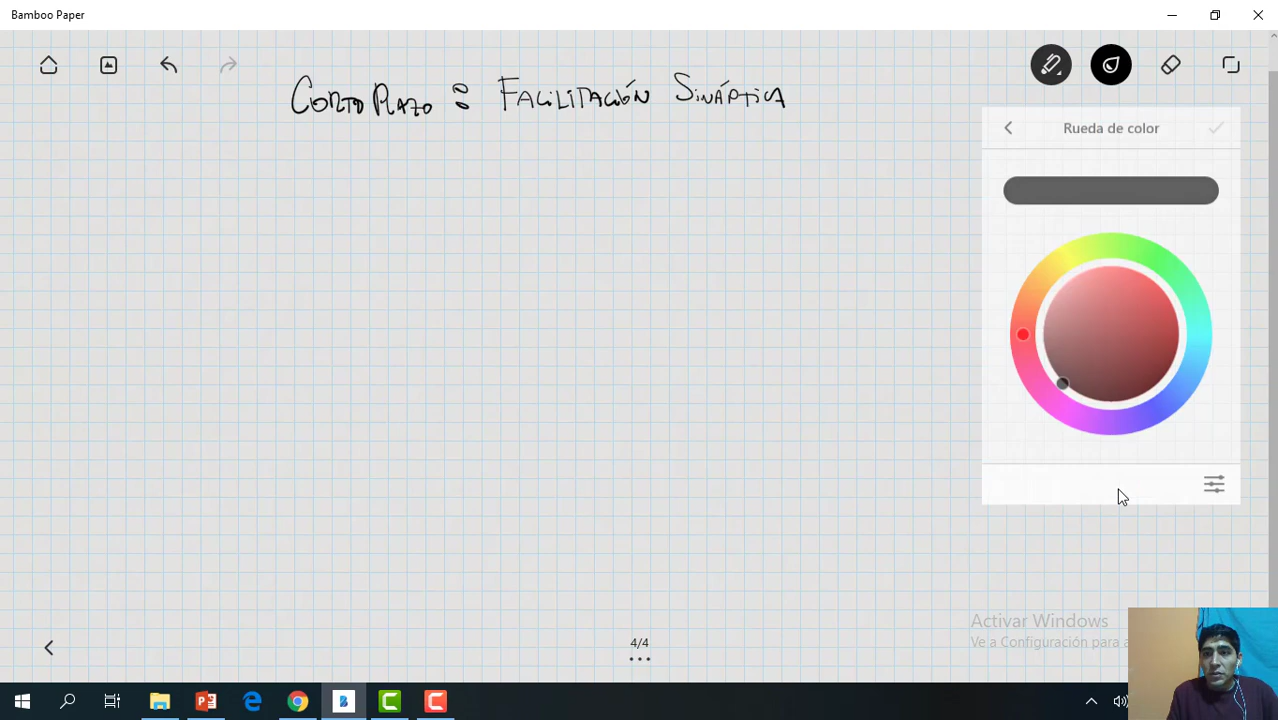 Bamboo Paper
CORTO PLAZO : FACILITACIÓN SINÁPTICA
Rueda de color
Activar Windows
Ve a Configuración para a
4/4